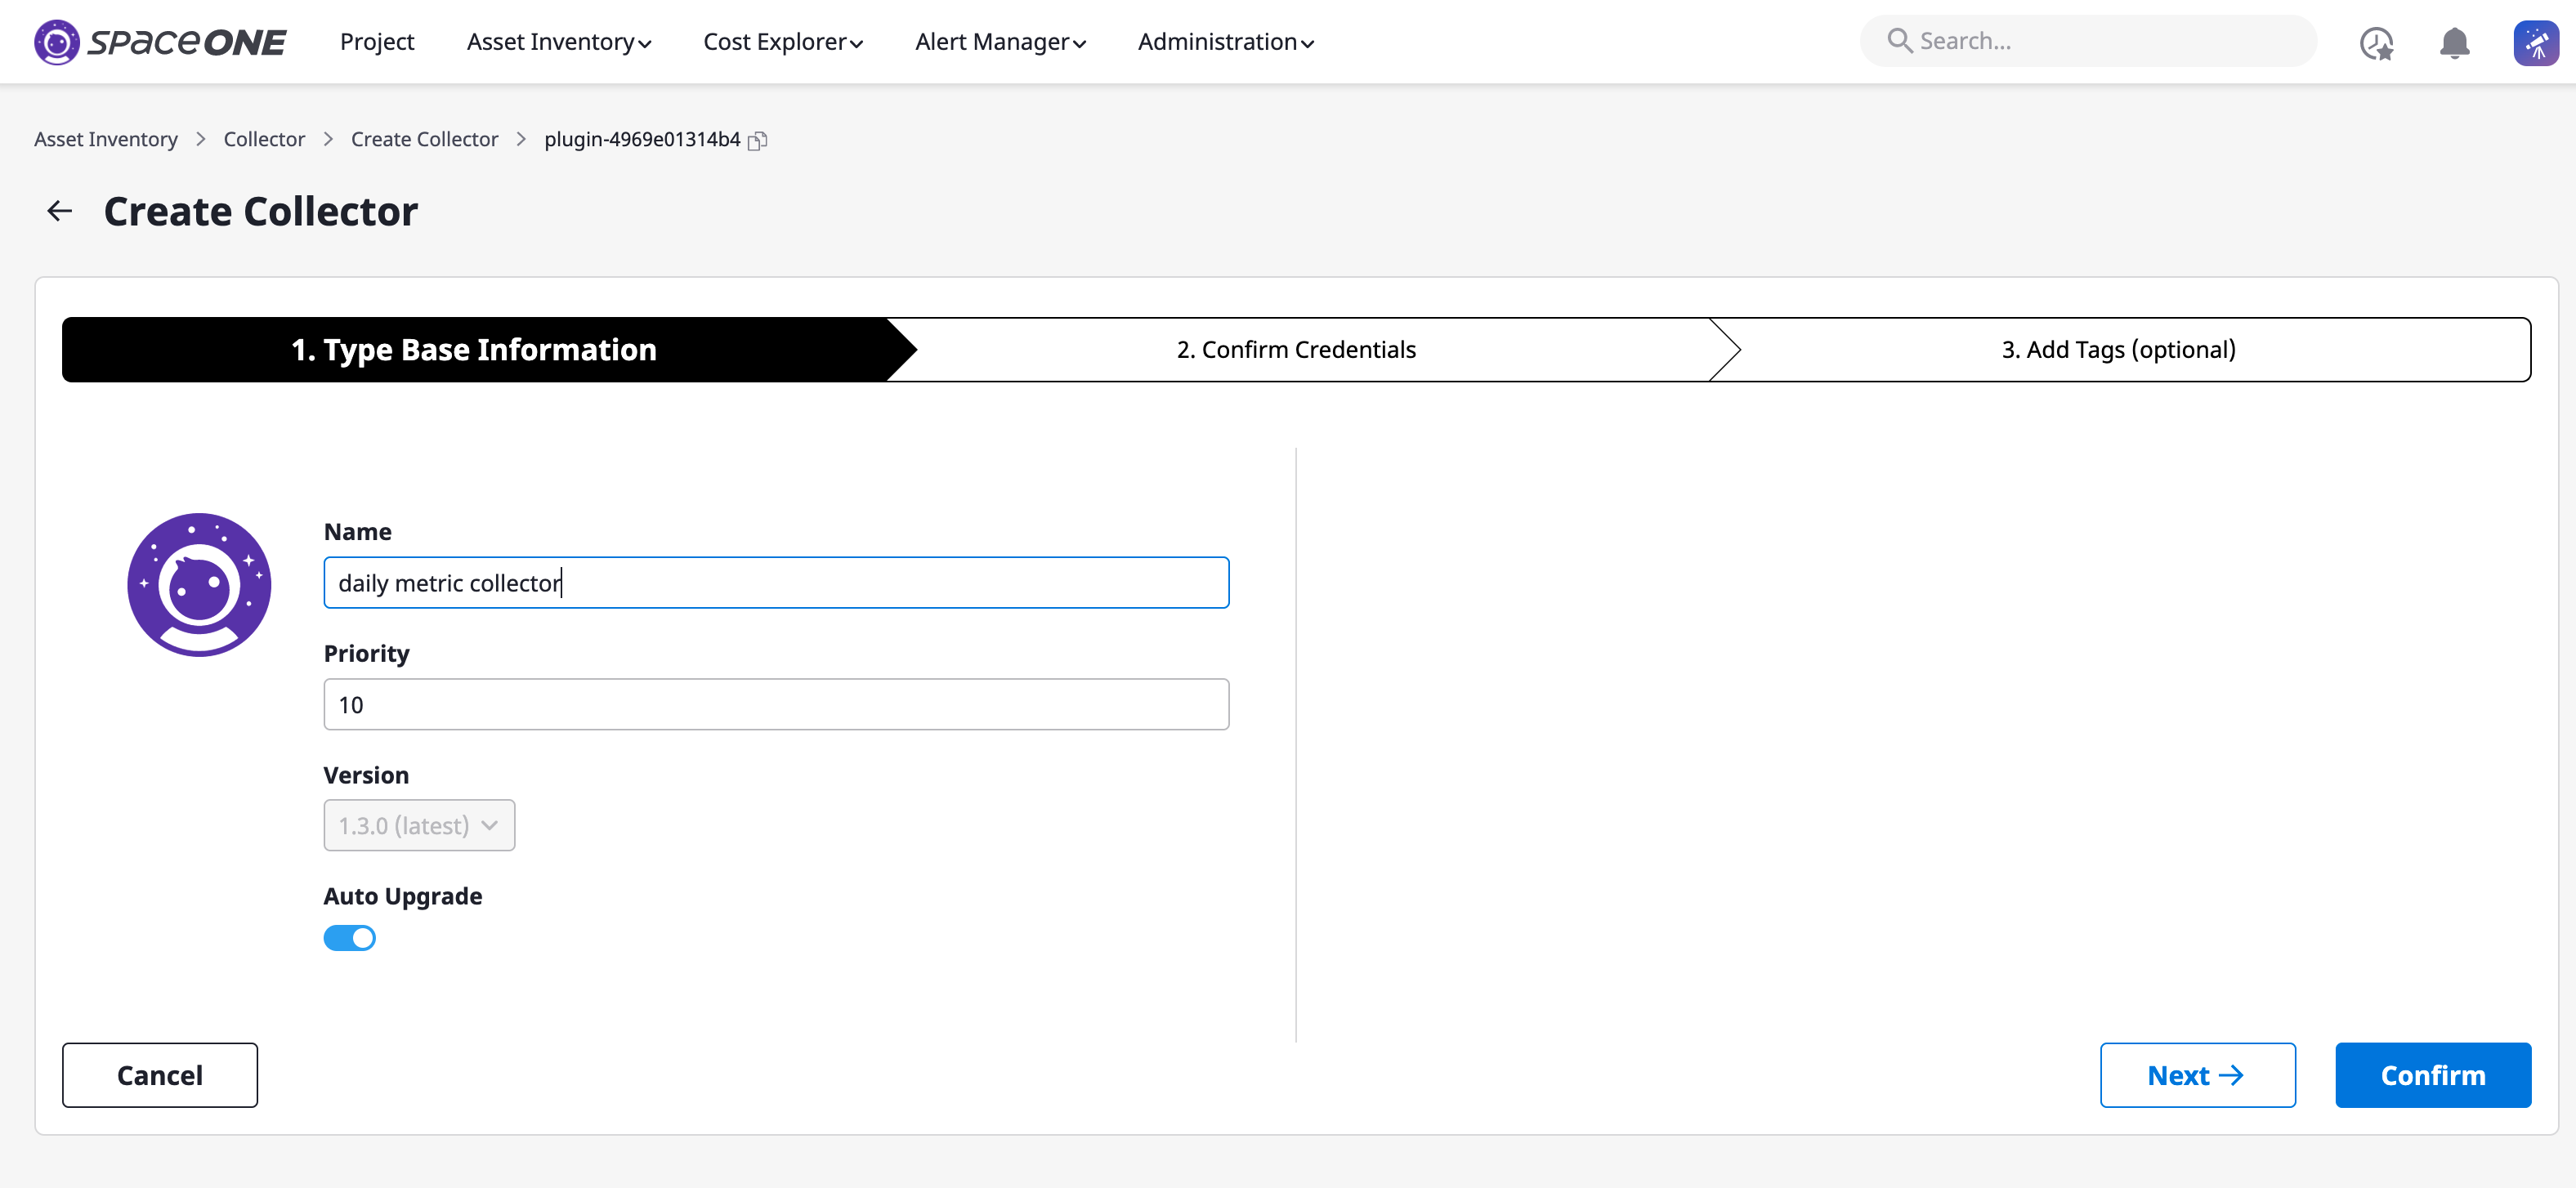 spaceONE Project Asset Inventory Cost Explorer Alert Manager Administration Search...
Asset Inventory > Collector > Create Collector > plugin-4969e01314b4
Create Collector
1. Type Base Information 2. Confirm Credentials 3. Add Tags (optional)
Name
daily metric collector
Priority
10
Version
1.3.0 (latest)
Auto Upgrade
Cancel Next → Confirm